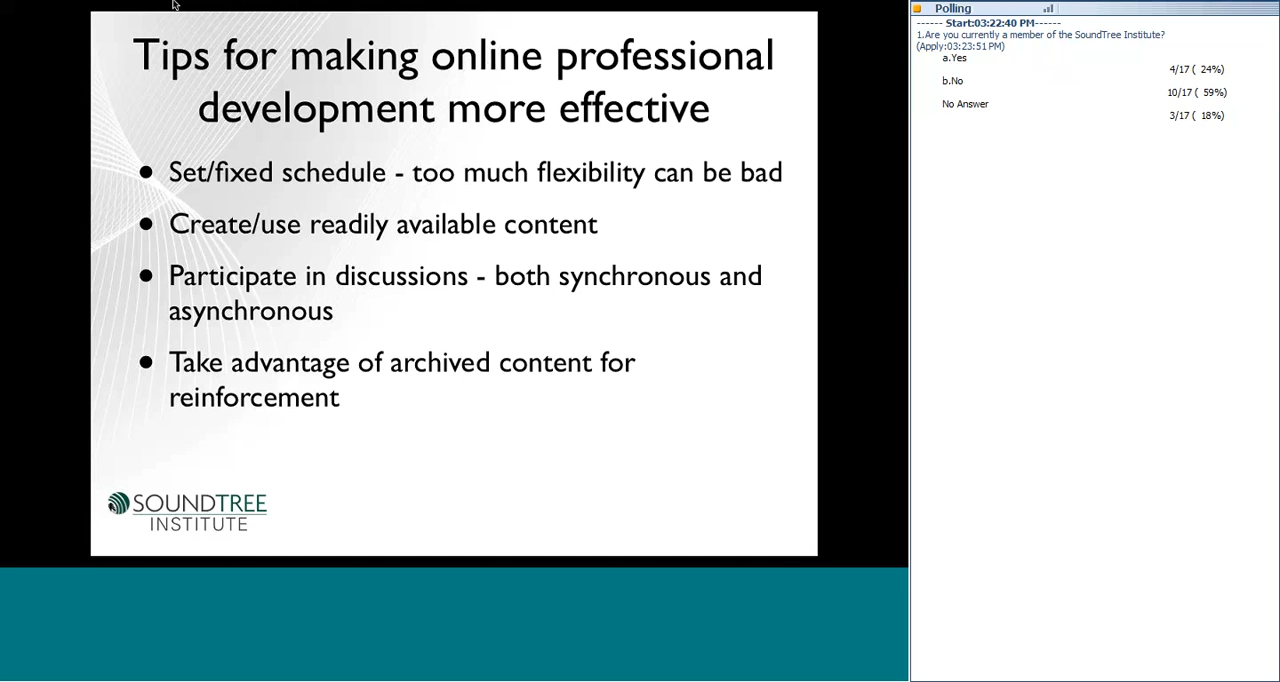 Tips for making online professional
development more effective
● Set/fixed schedule - too much flexibility can be bad
● Create/use readily available content
● Participate in discussions - both synchronous and
asynchronous
● Take advantage of archived content for
reinforcement
SOUNDTREE
INSTITUTE
Polling
------ Start:03:22:40 PM------
1.Are you currently a member of the SoundTree Institute?
(Apply:03:23:51 PM)
a.Yes
4/17 ( 24%)
b.No
10/17 ( 59%)
No Answer
3/17 ( 18%)